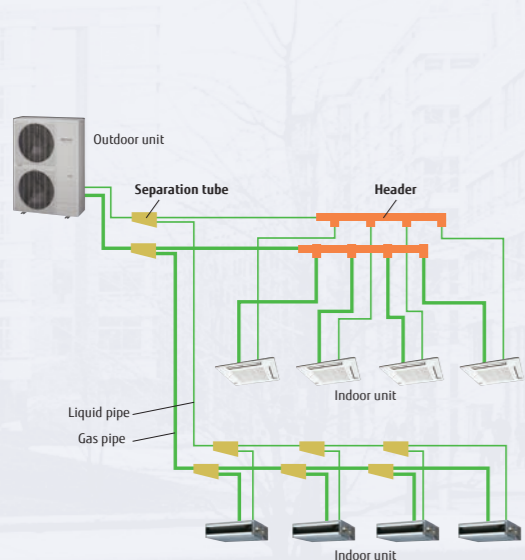 Outdoor unit
Separation tube
Header
Indoor unit
Liquid pipe
Gas pipe
Indoor unit